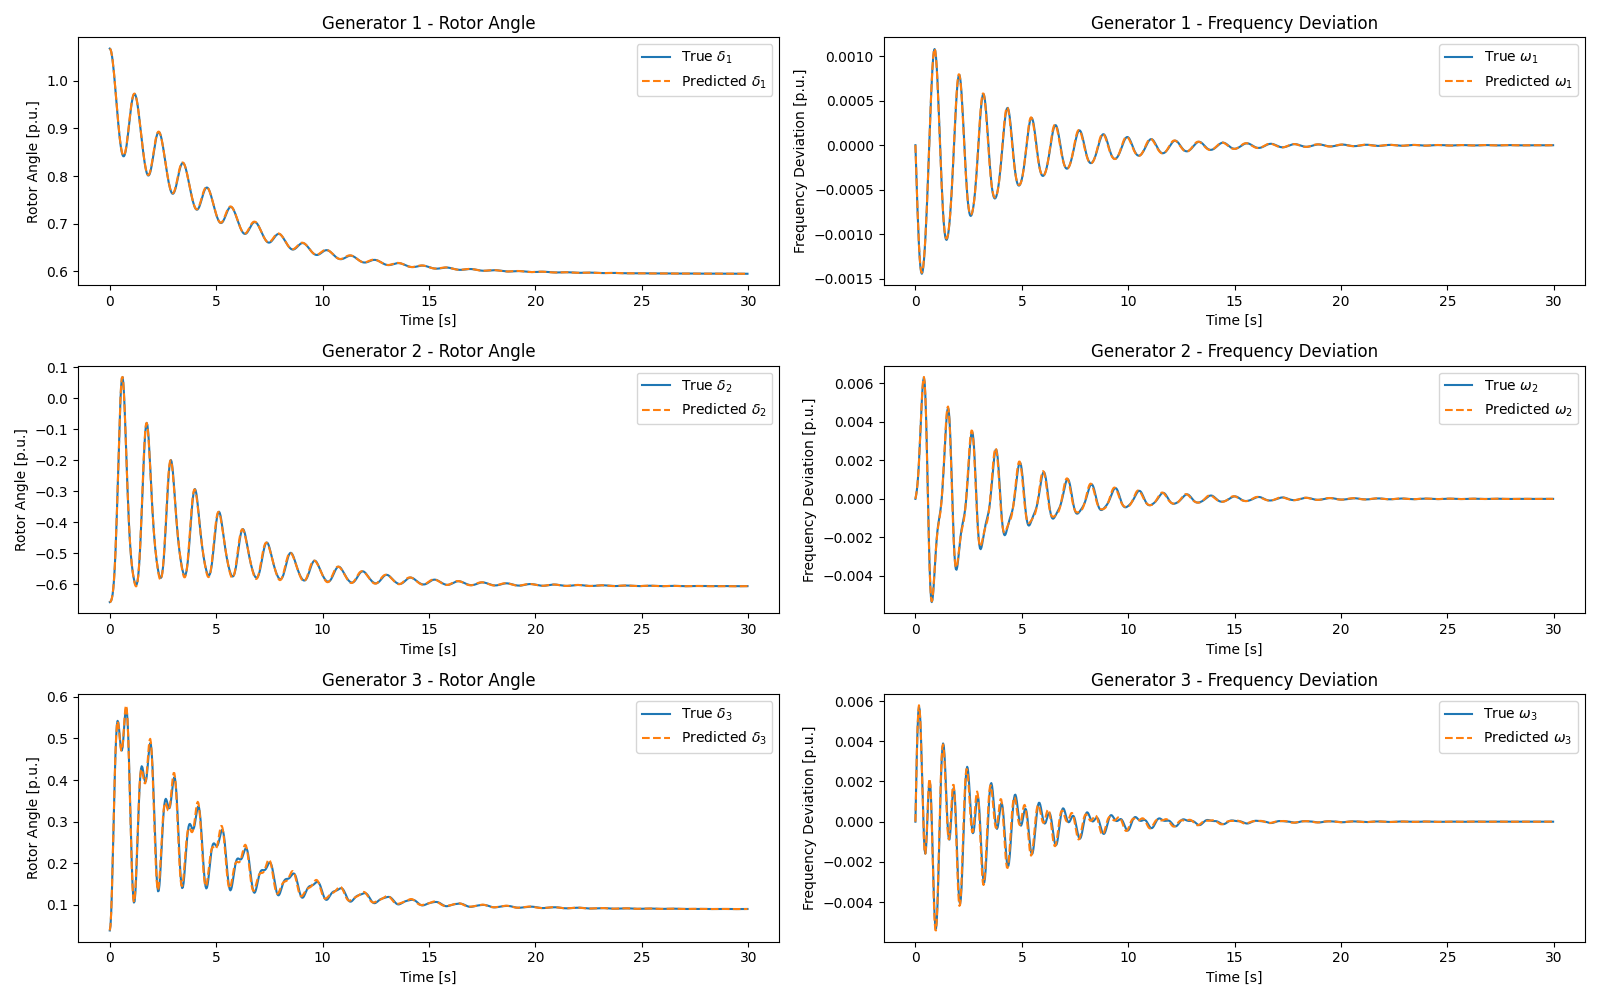 Generator 1 - Rotor Angle
Rotor Angle [p.u.]
1.0
0.9
0.8
0.7
0.6
True δ₁
Predicted δ₁
0 5 10 15 20 25 30
Time [s]
Generator 1 - Frequency Deviation
Frequency Deviation [p.u.]
0.0010
0.0005
0.0000
−0.0005
−0.0010
−0.0015
True ω₁
Predicted ω₁
0 5 10 15 20 25 30
Time [s]
Generator 2 - Rotor Angle
Rotor Angle [p.u.]
0.1
0.0
−0.1
−0.2
−0.3
−0.4
−0.5
−0.6
True δ₂
Predicted δ₂
0 5 10 15 20 25 30
Time [s]
Generator 2 - Frequency Deviation
Frequency Deviation [p.u.]
0.006
0.004
0.002
0.000
−0.002
−0.004
True ω₂
Predicted ω₂
0 5 10 15 20 25 30
Time [s]
Generator 3 - Rotor Angle
Rotor Angle [p.u.]
0.6
0.5
0.4
0.3
0.2
0.1
True δ₃
Predicted δ₃
0 5 10 15 20 25 30
Time [s]
Generator 3 - Frequency Deviation
Frequency Deviation [p.u.]
0.006
0.004
0.002
0.000
−0.002
−0.004
True ω₃
Predicted ω₃
0 5 10 15 20 25 30
Time [s]